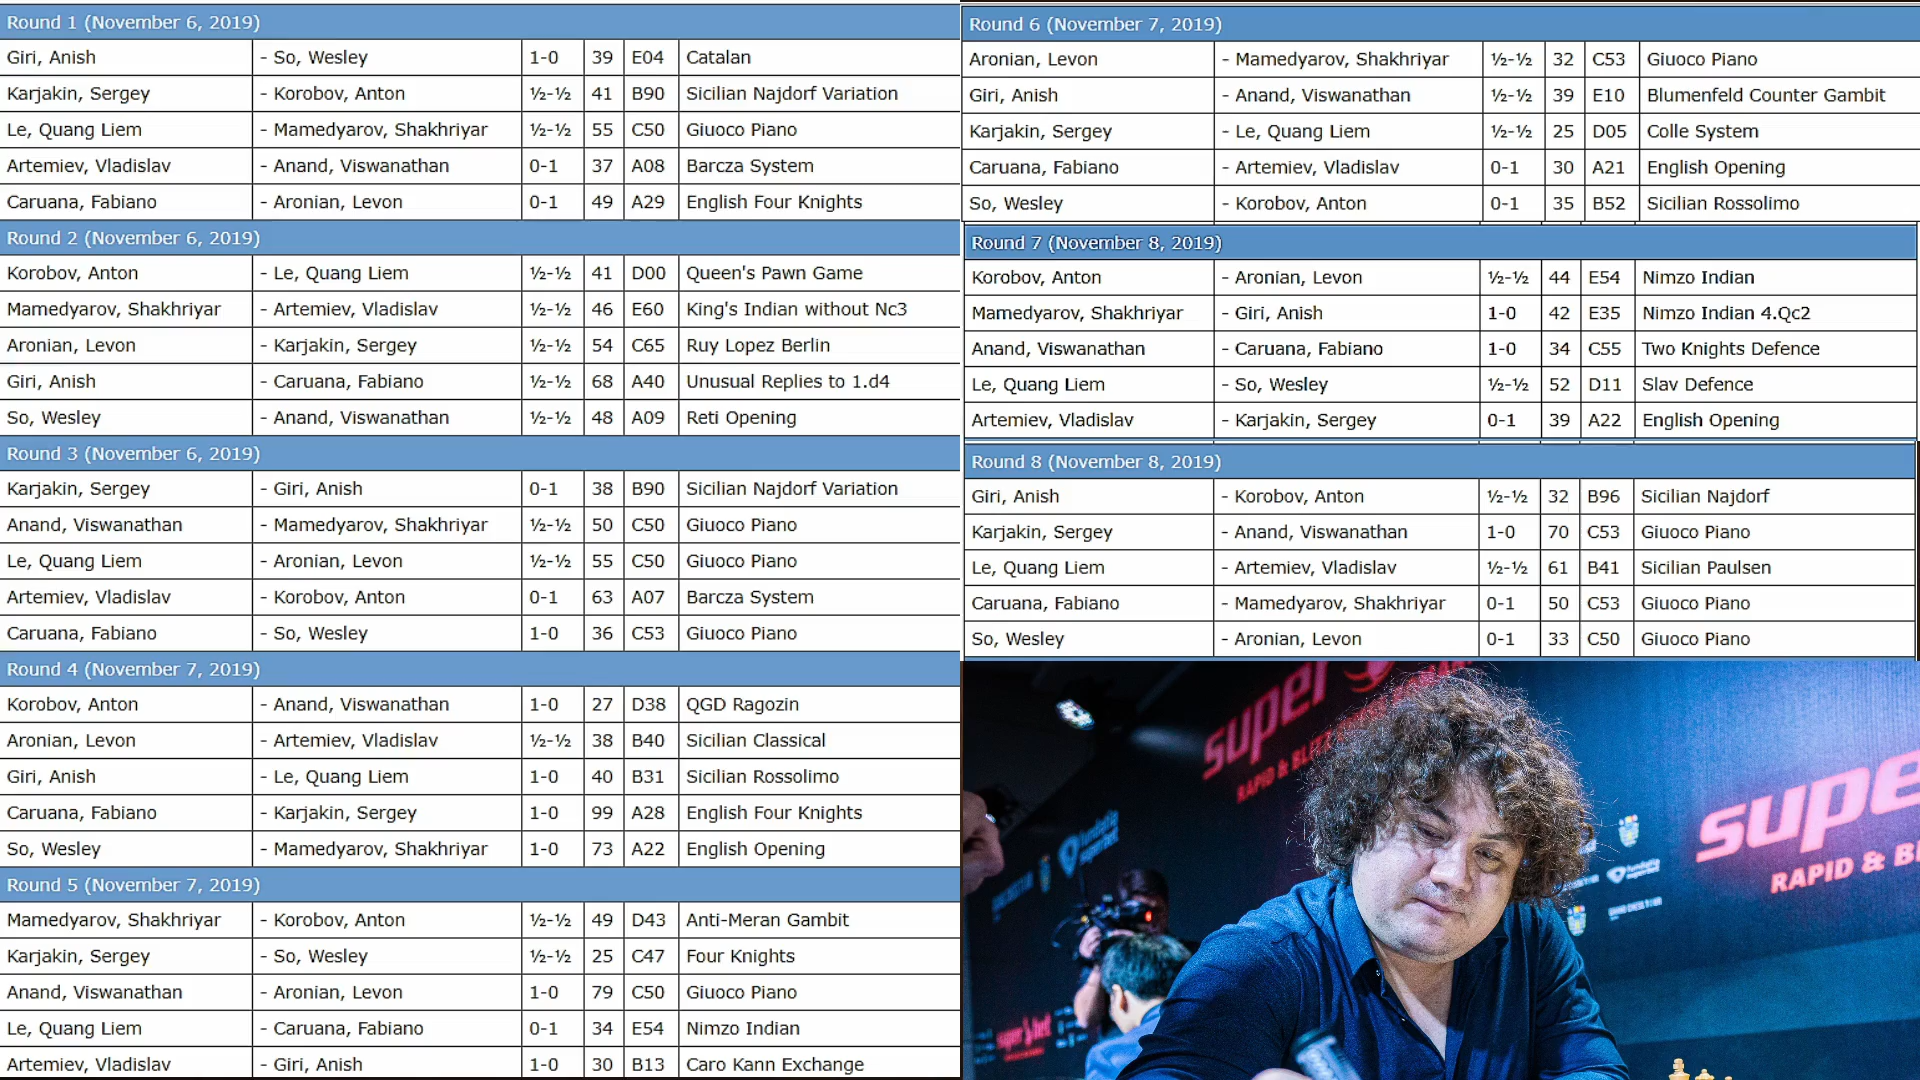 Round 1 (November 6, 2019)
Giri, Anish - So, Wesley 1-0 39 E04 Catalan
Karjakin, Sergey - Korobov, Anton ½-½ 41 B90 Sicilian Najdorf Variation
Le, Quang Liem - Mamedyarov, Shakhriyar ½-½ 55 C50 Giuoco Piano
Artemiev, Vladislav - Anand, Viswanathan 0-1 37 A08 Barcza System
Caruana, Fabiano - Aronian, Levon 0-1 49 A29 English Four Knights
Round 2 (November 6, 2019)
Korobov, Anton - Le, Quang Liem ½-½ 41 D00 Queen's Pawn Game
Mamedyarov, Shakhriyar - Artemiev, Vladislav ½-½ 46 E60 King's Indian without Nc3
Aronian, Levon - Karjakin, Sergey ½-½ 54 C65 Ruy Lopez Berlin
Giri, Anish - Caruana, Fabiano ½-½ 68 A40 Unusual Replies to 1.d4
So, Wesley - Anand, Viswanathan ½-½ 48 A09 Reti Opening
Round 3 (November 6, 2019)
Karjakin, Sergey - Giri, Anish 0-1 38 B90 Sicilian Najdorf Variation
Anand, Viswanathan - Mamedyarov, Shakhriyar ½-½ 50 C50 Giuoco Piano
Le, Quang Liem - Aronian, Levon ½-½ 55 C50 Giuoco Piano
Artemiev, Vladislav - Korobov, Anton 0-1 63 A07 Barcza System
Caruana, Fabiano - So, Wesley 1-0 36 C53 Giuoco Piano
Round 4 (November 7, 2019)
Korobov, Anton - Anand, Viswanathan 1-0 27 D38 QGD Ragozin
Aronian, Levon - Artemiev, Vladislav ½-½ 38 B40 Sicilian Classical
Giri, Anish - Le, Quang Liem 1-0 40 B31 Sicilian Rossolimo
Caruana, Fabiano - Karjakin, Sergey 1-0 99 A28 English Four Knights
So, Wesley - Mamedyarov, Shakhriyar 1-0 73 A22 English Opening
Round 5 (November 7, 2019)
Mamedyarov, Shakhriyar - Korobov, Anton ½-½ 49 D43 Anti-Meran Gambit
Karjakin, Sergey - So, Wesley ½-½ 25 C47 Four Knights
Anand, Viswanathan - Aronian, Levon 1-0 79 C50 Giuoco Piano
Le, Quang Liem - Caruana, Fabiano 0-1 34 E54 Nimzo Indian
Artemiev, Vladislav - Giri, Anish 1-0 30 B13 Caro Kann Exchange
Round 6 (November 7, 2019)
Aronian, Levon - Mamedyarov, Shakhriyar ½-½ 32 C53 Giuoco Piano
Giri, Anish - Anand, Viswanathan ½-½ 39 E10 Blumenfeld Counter Gambit
Karjakin, Sergey - Le, Quang Liem ½-½ 25 D05 Colle System
Caruana, Fabiano - Artemiev, Vladislav 0-1 30 A21 English Opening
So, Wesley - Korobov, Anton 0-1 35 B52 Sicilian Rossolimo
Round 7 (November 8, 2019)
Korobov, Anton - Aronian, Levon ½-½ 44 E54 Nimzo Indian
Mamedyarov, Shakhriyar - Giri, Anish 1-0 42 E35 Nimzo Indian 4.Qc2
Anand, Viswanathan - Caruana, Fabiano 1-0 34 C55 Two Knights Defence
Le, Quang Liem - So, Wesley ½-½ 52 D11 Slav Defence
Artemiev, Vladislav - Karjakin, Sergey 0-1 39 A22 English Opening
Round 8 (November 8, 2019)
Giri, Anish - Korobov, Anton ½-½ 32 B96 Sicilian Najdorf
Karjakin, Sergey - Anand, Viswanathan 1-0 70 C53 Giuoco Piano
Le, Quang Liem - Artemiev, Vladislav ½-½ 61 B41 Sicilian Paulsen
Caruana, Fabiano - Mamedyarov, Shakhriyar 0-1 50 C53 Giuoco Piano
So, Wesley - Aronian, Levon 0-1 33 C50 Giuoco Piano
super
RAPID & BLITZ
supe
RAPID & B